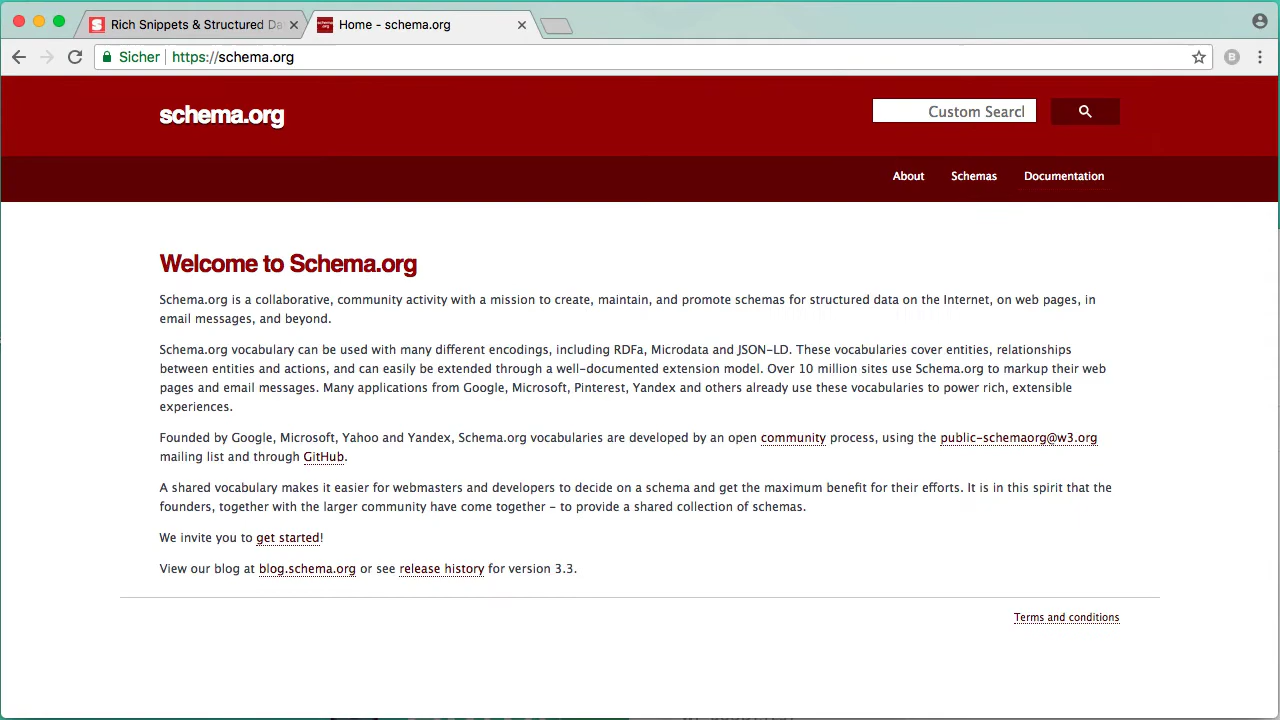 Rich Snippets & Structured Da
Home - schema.org
Sicher
https://schema.org
B
schema.org
Custom Searcl
About
Schemas
Documentation
Welcome to Schema.org
Schema.org is a collaborative, community activity with a mission to create, maintain, and promote schemas for structured data on the Internet, on web pages, in
email messages, and beyond.
Schema.org vocabulary can be used with many different encodings, including RDFa, Microdata and JSON-LD. These vocabularies cover entities, relationships
between entities and actions, and can easily be extended through a well-documented extension model. Over 10 million sites use Schema.org to markup their web
pages and email messages. Many applications from Google, Microsoft, Pinterest, Yandex and others already use these vocabularies to power rich, extensible
experiences.
Founded by Google, Microsoft, Yahoo and Yandex, Schema.org vocabularies are developed by an open community process, using the public-schemaorg@w3.org
mailing list and through GitHub.
A shared vocabulary makes it easier for webmasters and developers to decide on a schema and get the maximum benefit for their efforts. It is in this spirit that the
founders, together with the larger community have come together - to provide a shared collection of schemas.
We invite you to get started!
View our blog at blog.schema.org or see release history for version 3.3.
Terms and conditions